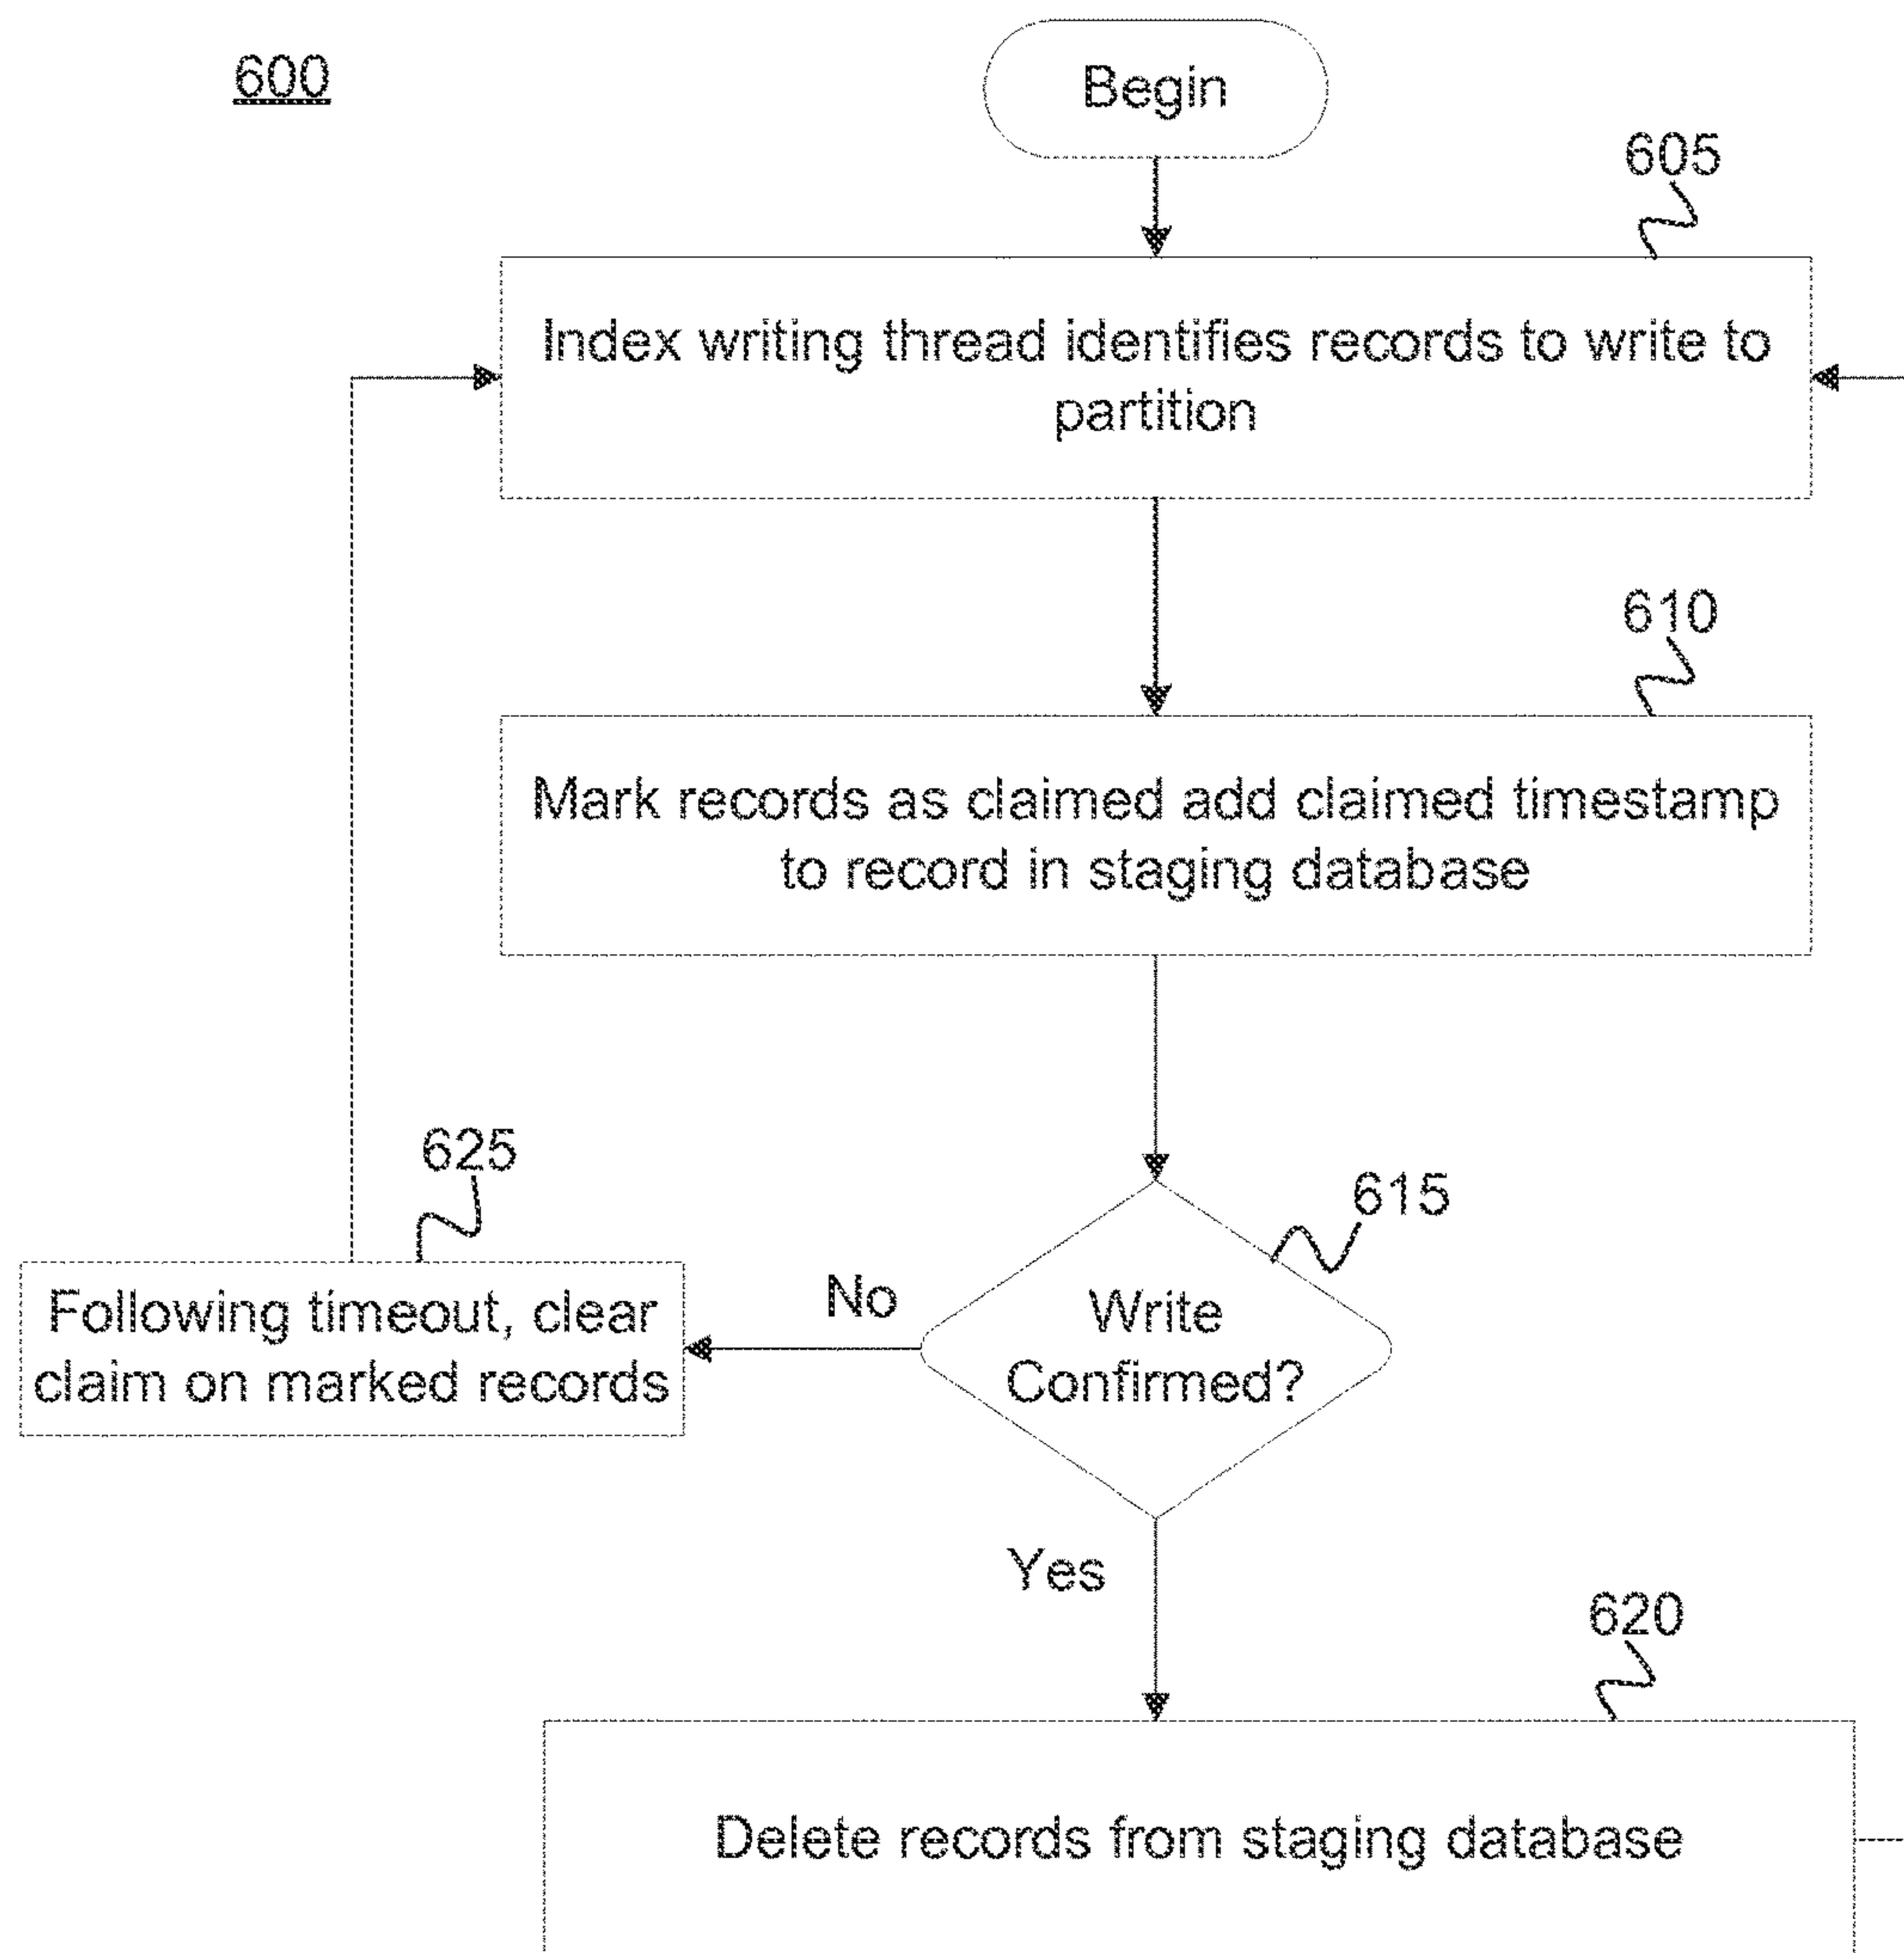 600
Begin
605
Index writing thread identifies records to write to
partition
610
Mark records as claimed add claimed timestamp
to record in staging database
625
615
Following timeout, clear
claim on marked records
No
Write
Confirmed?
Yes
620
Delete records from staging database